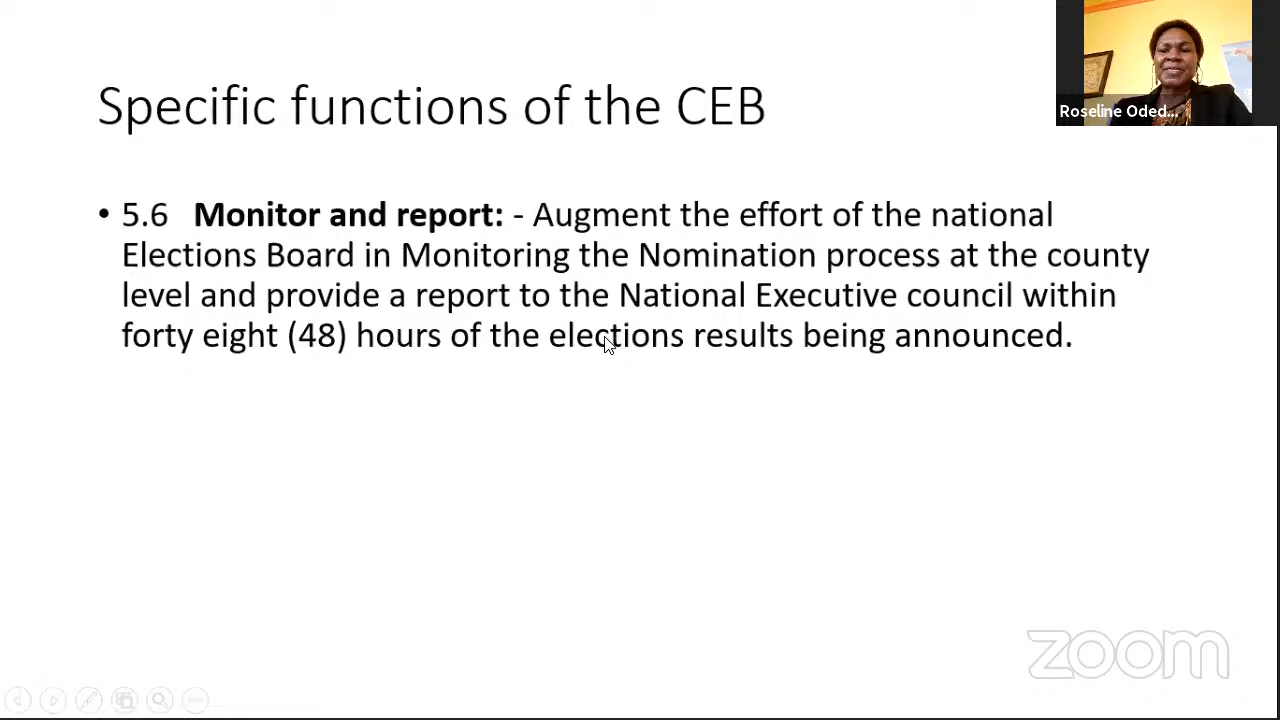 Specific functions of the CEB
Roseline Oded...
• 5.6 Monitor and report: - Augment the effort of the national
Elections Board in Monitoring the Nomination process at the county
level and provide a report to the National Executive council within
forty eight (48) hours of the elections results being announced.
zoom